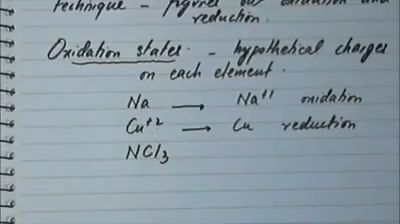 technique - figures out oxidation and
reduction.
Oxidation states - hypothetical charges
on each element.
Na → Na+1 oxidation
Cu+2 → Cu reduction
NCl3